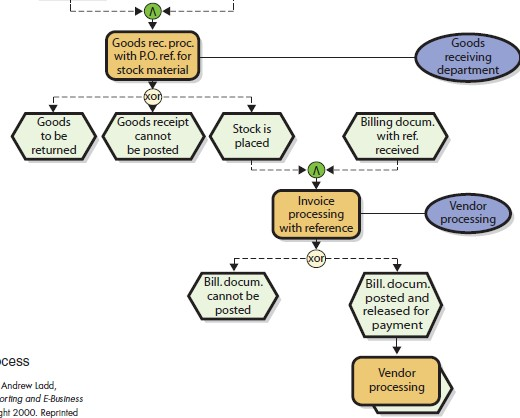 Λ
Goods rec. proc.
with P.O. ref. for
stock material
Goods
receiving
department
xor
Goods
to be
returned
Goods receipt
cannot
be posted
Stock is
placed
Billing docum.
with ref.
received
Λ
Invoice
processing
with reference
Vendor
processing
xor
Bill. docum.
cannot be
posted
Bill. docum.
posted and
released for
payment
Vendor
processing
ocess
Andrew Ladd,
orting and E-Business
ght 2000. Reprinted